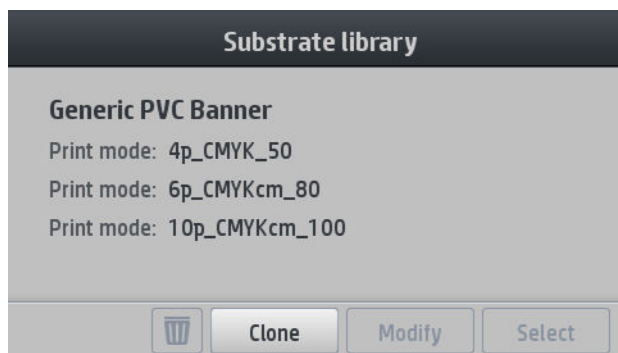 Substrate library
Generic PVC Banner
Print mode: 4p_CMYK_50
Print mode: 6p_CMYKcm_80
Print mode: 10p_CMYKcm_100
Clone Modify Select